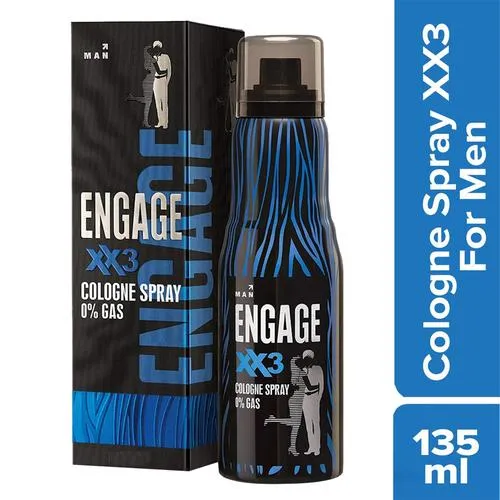 MAN
ENGAGE
ENGAGE
XX3
COLOGNE SPRAY
0% GAS
MAN
ENGAGE
XX3
COLOGNE SPRAY
0% GAS
Cologne Spray XX3
For Men
135
ml